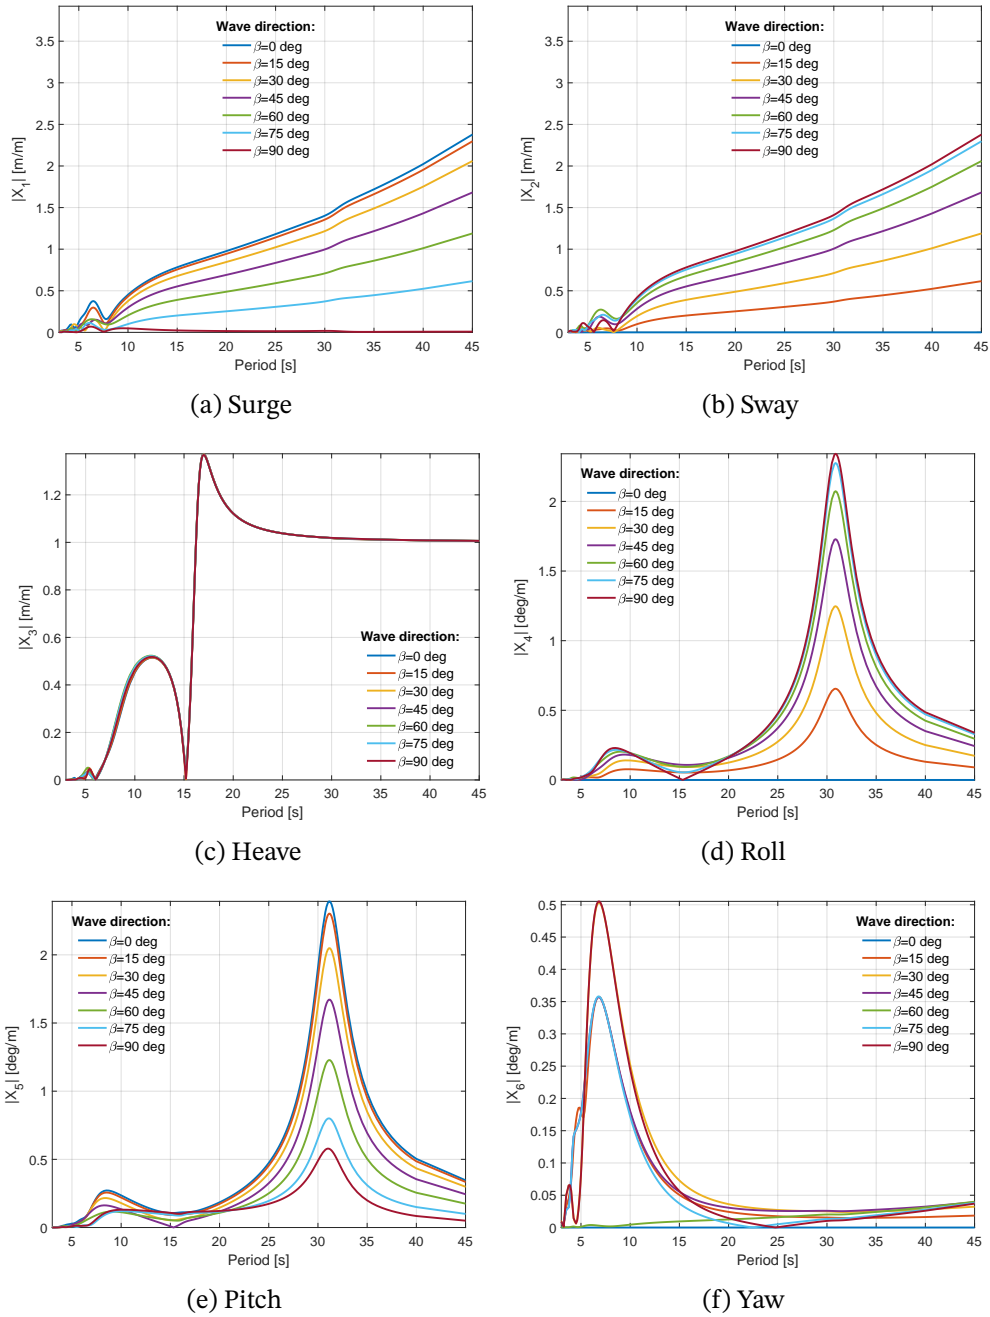 Wave direction:
β=0 deg
β=15 deg
β=30 deg
β=45 deg
β=60 deg
β=75 deg
β=90 deg
|X1| [m/m]
3.5
3
2.5
2
1.5
1
0.5
0
5 10 15 20 25 30 35 40 45
Period [s]
(a) Surge
Wave direction:
β=0 deg
β=15 deg
β=30 deg
β=45 deg
β=60 deg
β=75 deg
β=90 deg
|X2| [m/m]
3.5
3
2.5
2
1.5
1
0.5
0
5 10 15 20 25 30 35 40 45
Period [s]
(b) Sway
|X3| [m/m]
1.2
1
0.8
0.6
0.4
0.2
0
Wave direction:
β=0 deg
β=15 deg
β=30 deg
β=45 deg
β=60 deg
β=75 deg
β=90 deg
5 10 15 20 25 30 35 40 45
Period [s]
(c) Heave
Wave direction:
β=0 deg
β=15 deg
β=30 deg
β=45 deg
β=60 deg
β=75 deg
β=90 deg
|X4| [deg/m]
2
1.5
1
0.5
0
5 10 15 20 25 30 35 40 45
Period [s]
(d) Roll
Wave direction:
β=0 deg
β=15 deg
β=30 deg
β=45 deg
β=60 deg
β=75 deg
β=90 deg
|X5| [deg/m]
2
1.5
1
0.5
0
5 10 15 20 25 30 35 40 45
Period [s]
(e) Pitch
Wave direction:
β=0 deg
β=15 deg
β=30 deg
β=45 deg
β=60 deg
β=75 deg
β=90 deg
|X6| [deg/m]
0.5
0.45
0.4
0.35
0.3
0.25
0.2
0.15
0.1
0.05
0
5 10 15 20 25 30 35 40 45
Period [s]
(f) Yaw